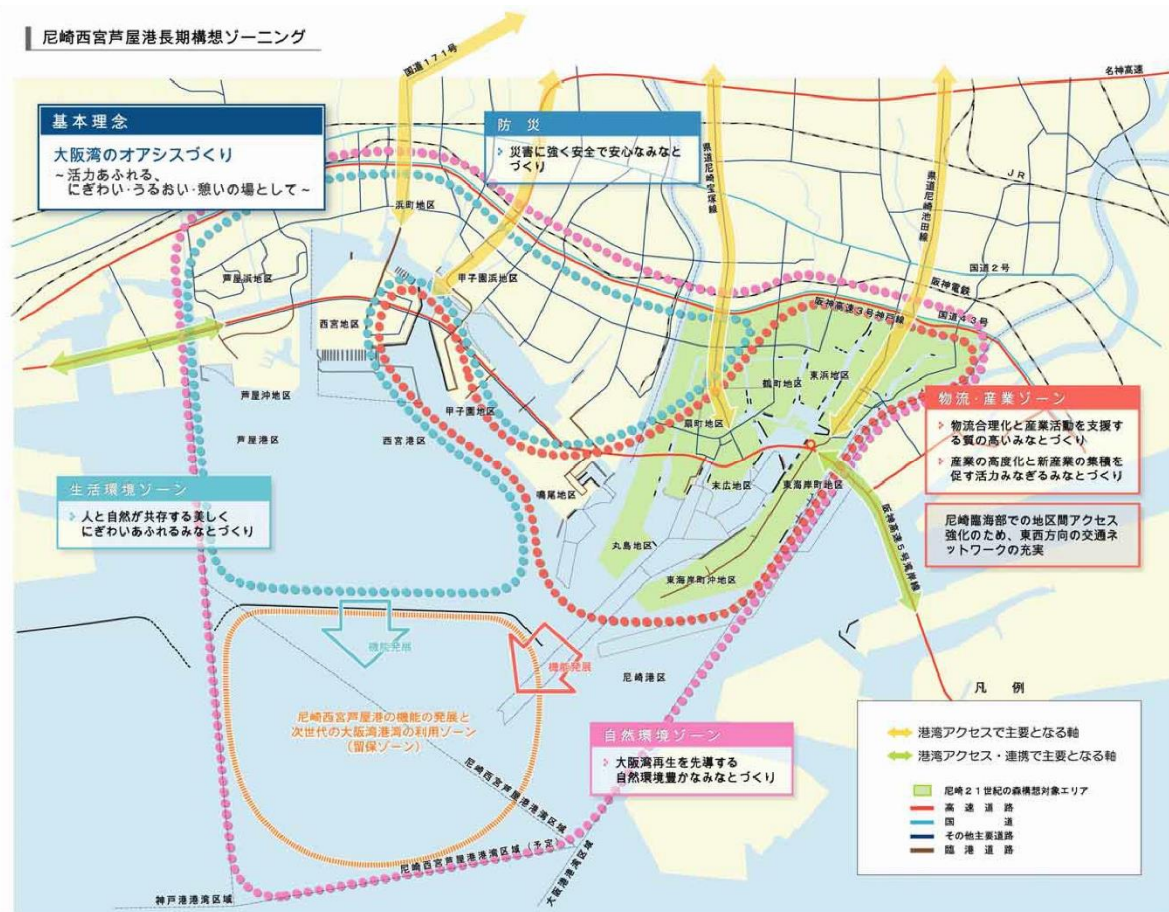 尼崎西宮芦屋港長期構想ゾーニング
国道171号
名神高速
基本理念
大阪湾のオアシスづくり
～活力あふれる、
にぎわい・うるおい・憩いの場として～
防災
災害に強く安全で安心なみなと
づくり
県道尼崎宝塚線
県道尼崎池田線
JR
国道2号
阪神電鉄
国道43号
阪神高速3号神戸線
浜町地区
芦屋浜地区
甲子園浜地区
西宮地区
鶴町地区
東浜地区
芦屋沖地区
甲子園地区
扇町地区
芦屋港区
西宮港区
鳴尾地区
末広地区
東海岸町地区
丸島地区
東海岸町沖地区
物流・産業ゾーン
物流合理化と産業活動を支援す
る質の高いみなとづくり
産業の高度化と新産業の集積を
促す活力みなぎるみなとづくり
尼崎臨海部での地区間アクセス
強化のため、東西方向の交通ネ
ットワークの充実
阪神高速5号湾岸線
生活環境ゾーン
人と自然が共存する美しく
にぎわいあふれるみなとづくり
機能発展
機能発展
尼崎港区
尼崎西宮芦屋港の機能の発展と
次世代の大阪湾港湾の利用ゾーン
（留保ゾーン）
自然環境ゾーン
大阪湾再生を先導する
自然環境豊かなみなとづくり
尼崎西宮芦屋港港湾区域
尼崎西宮芦屋港港湾区域（予定）
大阪港港湾区域
神戸港港湾区域
凡例
港湾アクセスで主要となる軸
港湾アクセス・連携で主要となる軸
尼崎21世紀の森構想対象エリア
高速道路
国道
その他主要道路
臨港道路